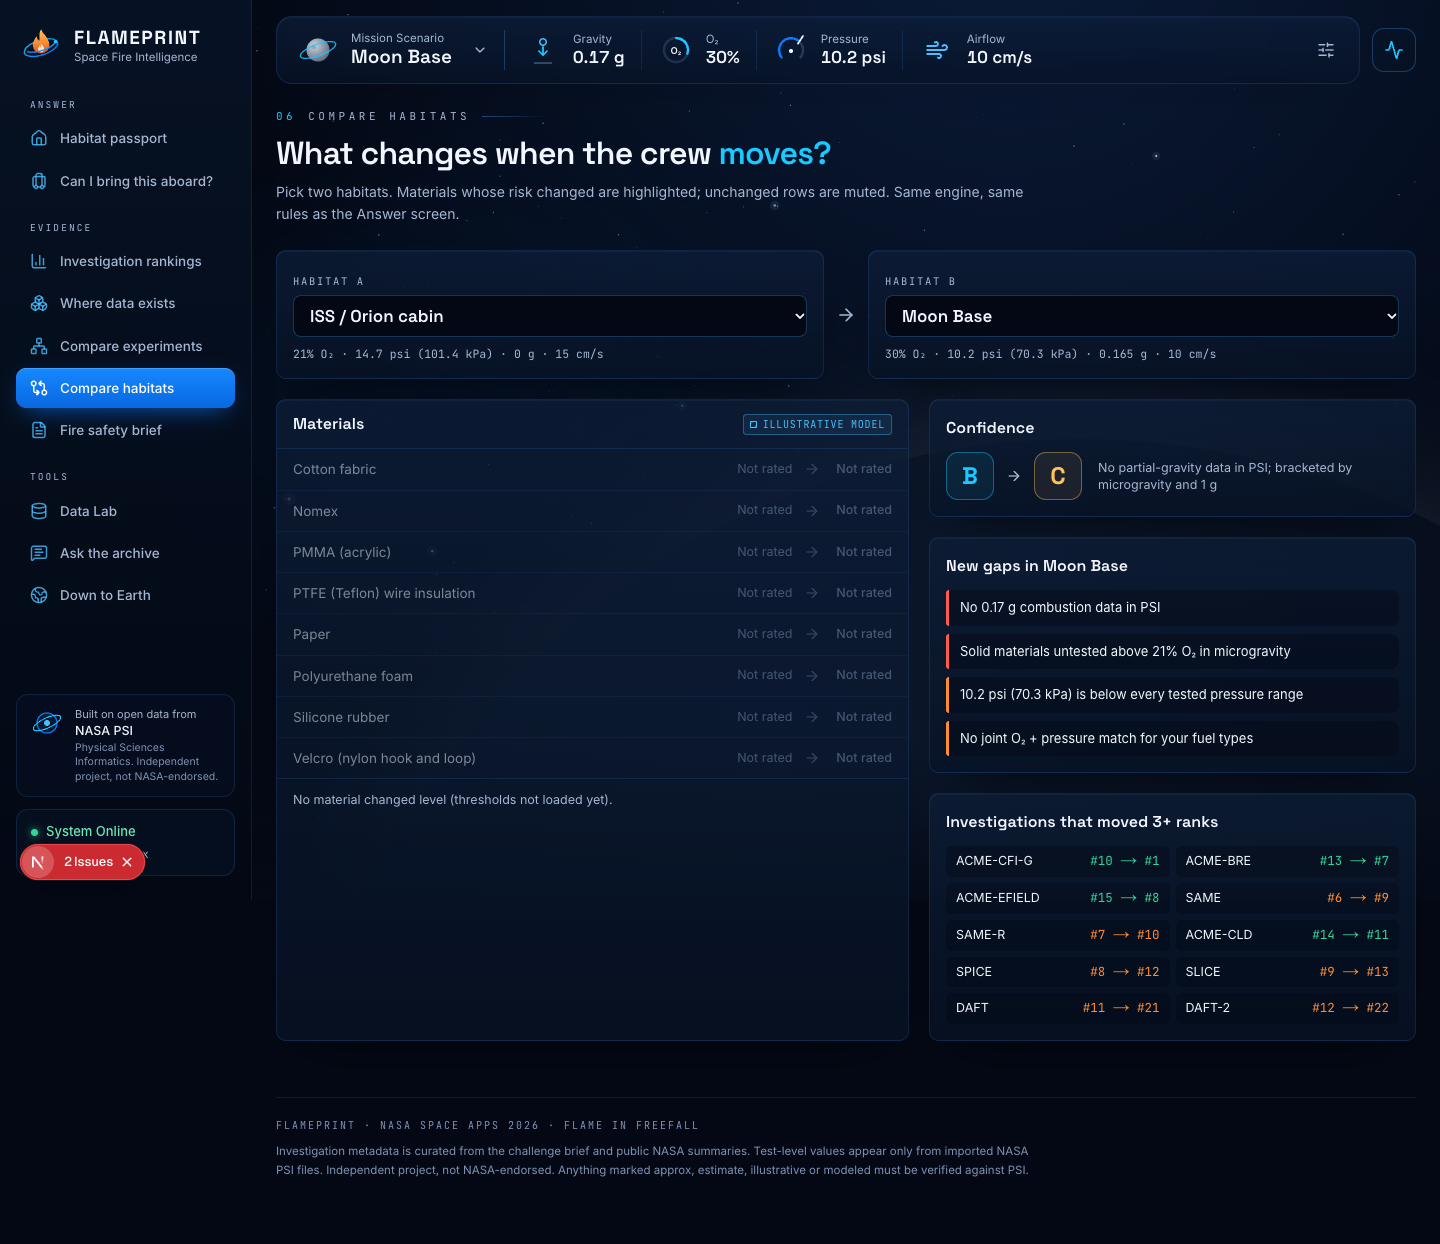 FLAMEPRINT
Space Fire Intelligence
ANSWER
Habitat passport
Can I bring this aboard?
EVIDENCE
Investigation rankings
Where data exists
Compare experiments
Compare habitats
Fire safety brief
TOOLS
Data Lab
Ask the archive
Down to Earth
Built on open data from
NASA PSI
Physical Sciences
Informatics. Independent
project, not NASA-endorsed.
System Online
N 2 Issues
x
Mission Scenario
Moon Base
Gravity
0.17 g
O₂
O₂
30%
Pressure
10.2 psi
Airflow
10 cm/s
06 COMPARE HABITATS
What changes when the crew moves?
Pick two habitats. Materials whose risk changed are highlighted; unchanged rows are muted. Same engine, same
rules as the Answer screen.
HABITAT A
ISS / Orion cabin
21% O₂ · 14.7 psi (101.4 kPa) · 0 g · 15 cm/s
→
HABITAT B
Moon Base
30% O₂ · 10.2 psi (70.3 kPa) · 0.165 g · 10 cm/s
Materials ILLUSTRATIVE MODEL
Cotton fabric Not rated → Not rated
Nomex Not rated → Not rated
PMMA (acrylic) Not rated → Not rated
PTFE (Teflon) wire insulation Not rated → Not rated
Paper Not rated → Not rated
Polyurethane foam Not rated → Not rated
Silicone rubber Not rated → Not rated
Velcro (nylon hook and loop) Not rated → Not rated
No material changed level (thresholds not loaded yet).
Confidence
B → C
No partial-gravity data in PSI; bracketed by
microgravity and 1 g
New gaps in Moon Base
No 0.17 g combustion data in PSI
Solid materials untested above 21% O₂ in microgravity
10.2 psi (70.3 kPa) is below every tested pressure range
No joint O₂ + pressure match for your fuel types
Investigations that moved 3+ ranks
ACME-CFI-G #10 → #1 ACME-BRE #13 → #7
ACME-EFIELD #15 → #8 SAME #6 → #9
SAME-R #7 → #10 ACME-CLD #14 → #11
SPICE #8 → #12 SLICE #9 → #13
DAFT #11 → #21 DAFT-2 #12 → #22
FLAMEPRINT · NASA SPACE APPS 2026 · FLAME IN FREEFALL
Investigation metadata is curated from the challenge brief and public NASA summaries. Test-level values appear only from imported NASA
PSI files. Independent project, not NASA-endorsed. Anything marked approx, estimate, illustrative or modeled must be verified against PSI.